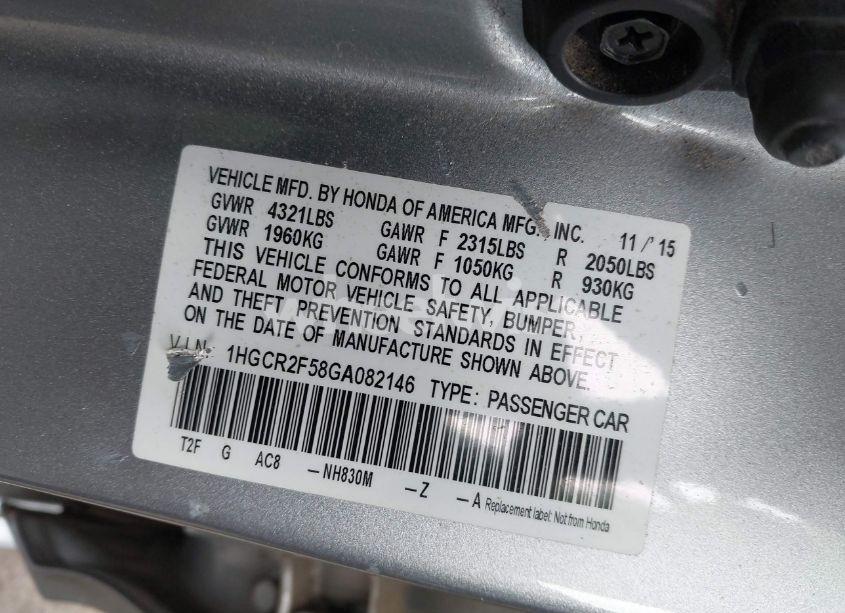 VEHICLE MFD. BY HONDA OF AMERICA MFG., INC. 11/'15
GVWR 4321LBS GAWR F 2315LBS R 2050LBS
GVWR 1960KG GAWR F 1050KG R 930KG
THIS VEHICLE CONFORMS TO ALL APPLICABLE
FEDERAL MOTOR VEHICLE SAFETY, BUMPER,
AND THEFT PREVENTION STANDARDS IN EFFECT
ON THE DATE OF MANUFACTURE SHOWN ABOVE.
V.I.N: 1HGCR2F58GA082146 TYPE: PASSENGER CAR
T2F G AC8 –NH830M –Z –A Replacement label: Not from Honda